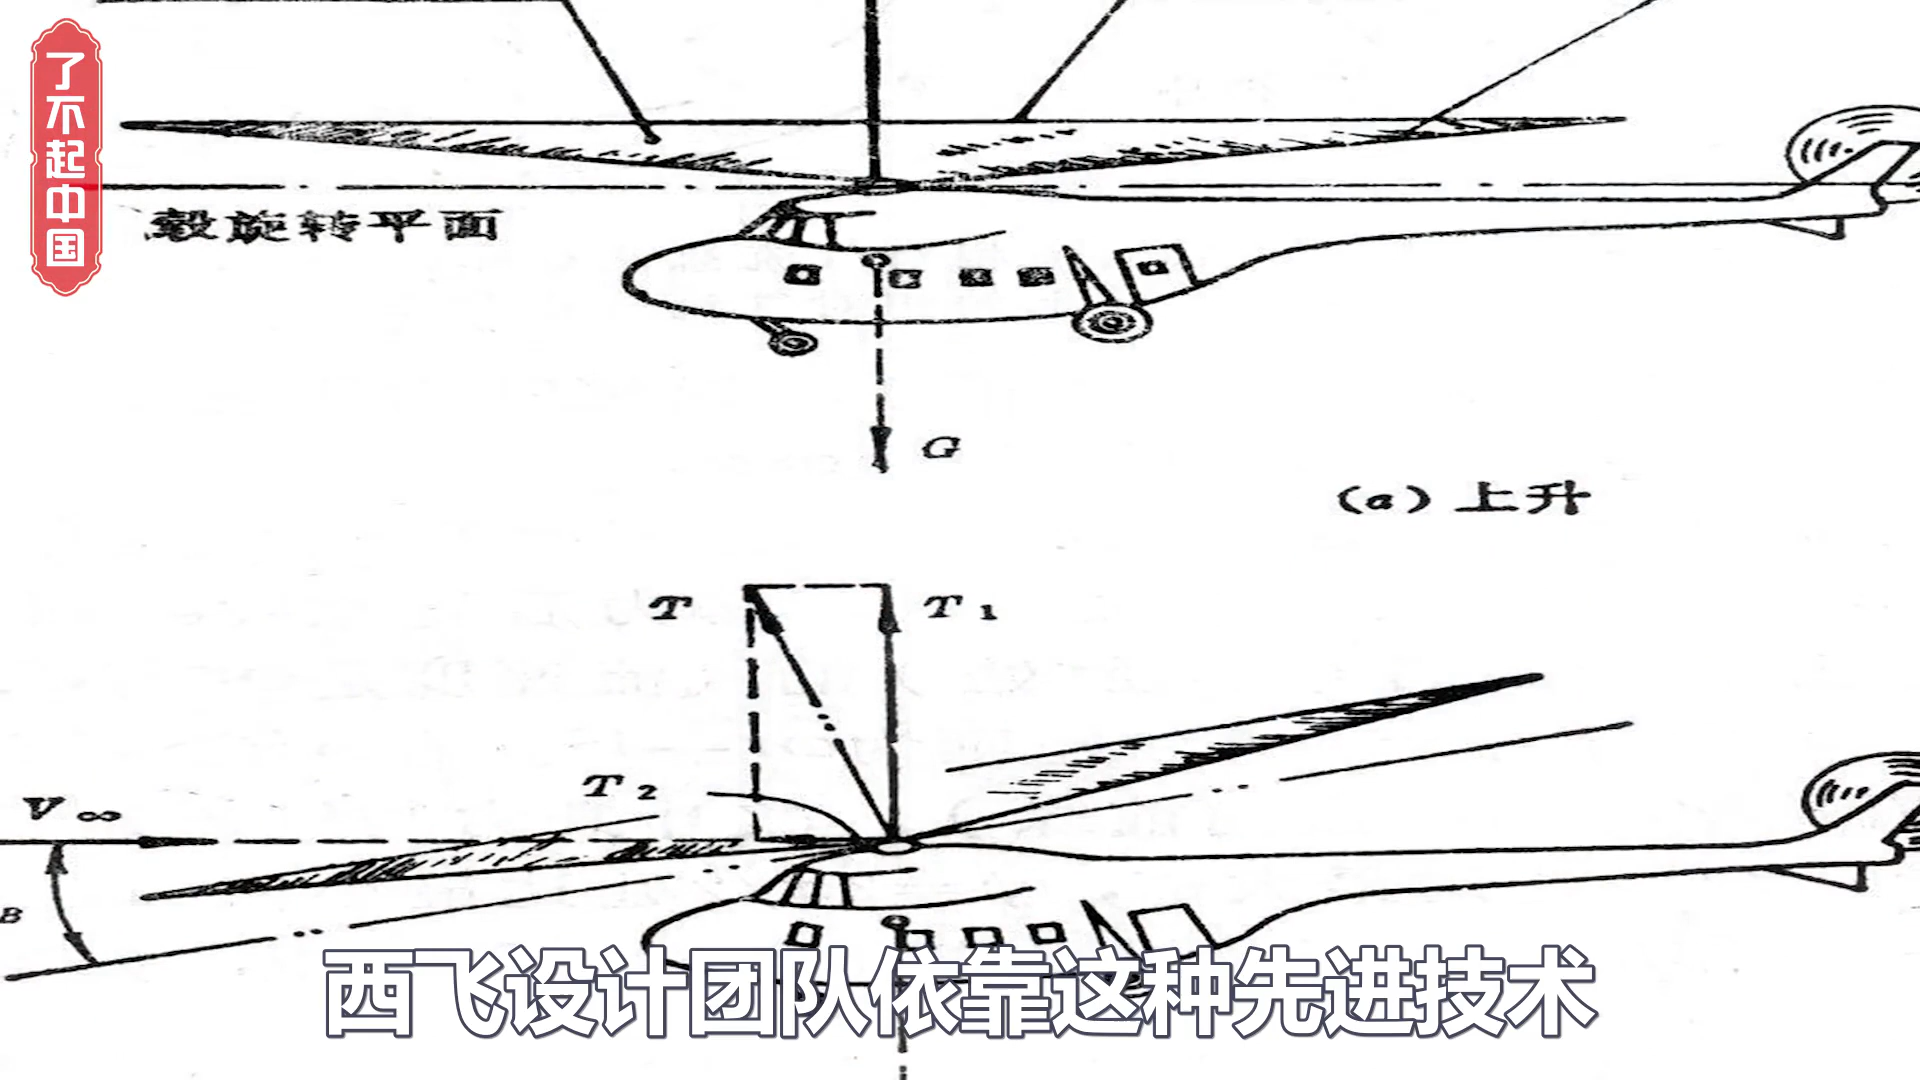 了不起中国
毂旋转平面
G
(a)上升
T
T₁
T₂
V∞
B
西飞设计团队依靠这种先进技术